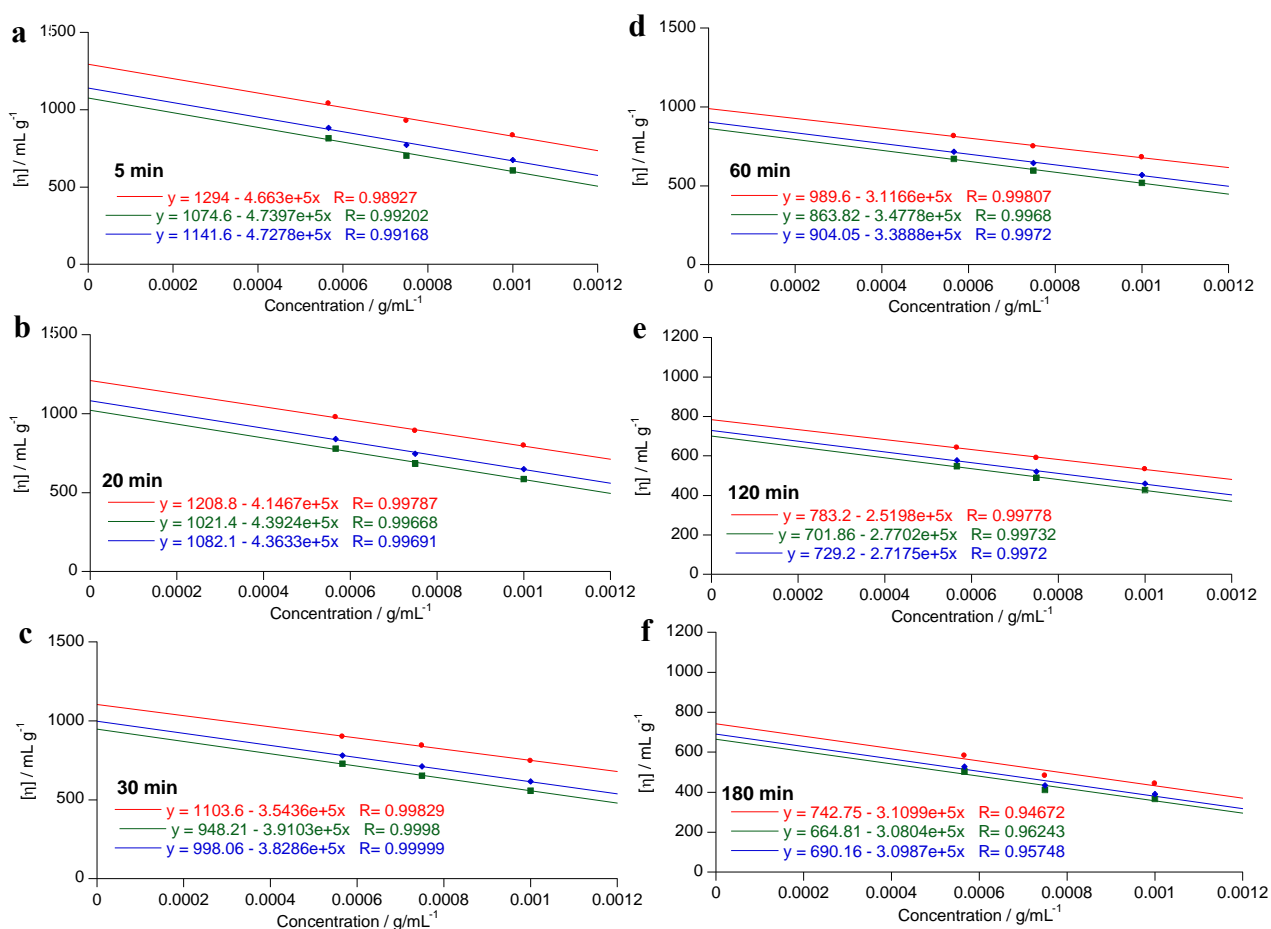 a
1500
1000
500
0
[η] / mL g-1
5 min
y = 1294 - 4.663e+5x R= 0.98927
y = 1074.6 - 4.7397e+5x R= 0.99202
y = 1141.6 - 4.7278e+5x R= 0.99168
0 0.0002 0.0004 0.0006 0.0008 0.001 0.0012
Concentration / g/mL-1
b
1500
1000
500
0
[η] / mL g-1
20 min
y = 1208.8 - 4.1467e+5x R= 0.99787
y = 1021.4 - 4.3924e+5x R= 0.99668
y = 1082.1 - 4.3633e+5x R= 0.99691
0 0.0002 0.0004 0.0006 0.0008 0.001 0.0012
Concentration / g/mL-1
c
1500
1000
500
0
[η] / mL g-1
30 min
y = 1103.6 - 3.5436e+5x R= 0.99829
y = 948.21 - 3.9103e+5x R= 0.9998
y = 998.06 - 3.8286e+5x R= 0.99999
0 0.0002 0.0004 0.0006 0.0008 0.001 0.0012
Concentration / g/mL-1
d
1500
1000
500
0
[η] / mL g-1
60 min
y = 989.6 - 3.1166e+5x R= 0.99807
y = 863.82 - 3.4778e+5x R= 0.9968
y = 904.05 - 3.3888e+5x R= 0.9972
0 0.0002 0.0004 0.0006 0.0008 0.001 0.0012
Concentration / g/mL-1
e
1200
1000
800
600
400
200
0
[η] / mL g-1
120 min
y = 783.2 - 2.5198e+5x R= 0.99778
y = 701.86 - 2.7702e+5x R= 0.99732
y = 729.2 - 2.7175e+5x R= 0.9972
0 0.0002 0.0004 0.0006 0.0008 0.001 0.0012
Concentration / g/mL-1
f
1200
1000
800
600
400
200
0
[η] / mL g-1
180 min
y = 742.75 - 3.1099e+5x R= 0.94672
y = 664.81 - 3.0804e+5x R= 0.96243
y = 690.16 - 3.0987e+5x R= 0.95748
0 0.0002 0.0004 0.0006 0.0008 0.001 0.0012
Concentration / g/mL-1